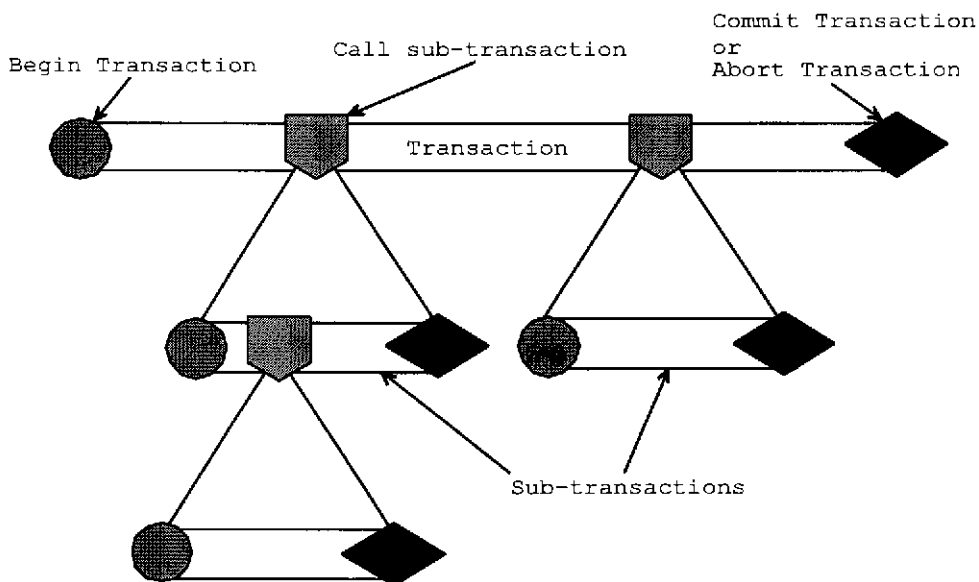 Commit Transaction
or
Abort Transaction
Call sub-transaction
Begin Transaction
Transaction
Sub-transactions